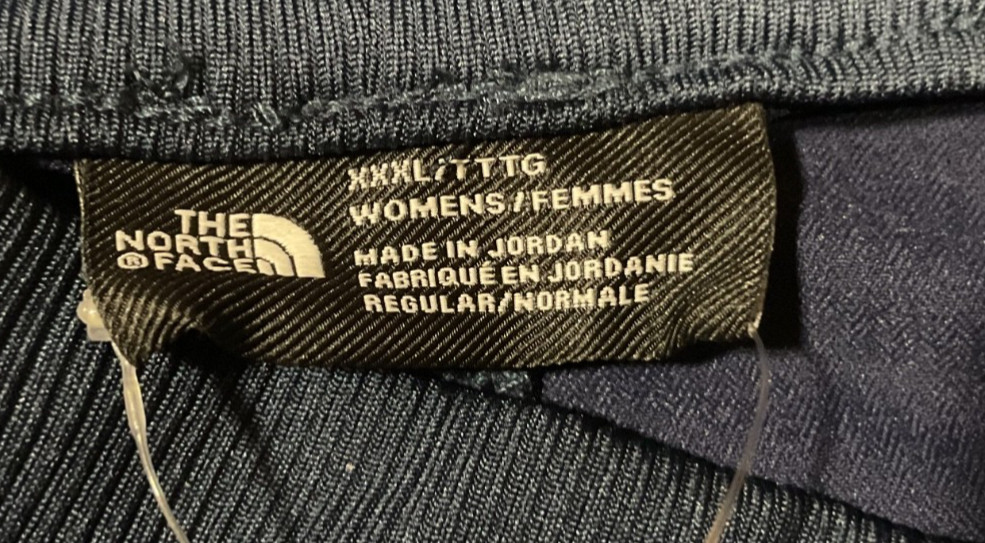 THE
NORTH
® FACE
XXXL/TTTG
WOMENS/FEMMES
MADE IN JORDAN
FABRIQUÉ EN JORDANIE
REGULAR/NORMALE